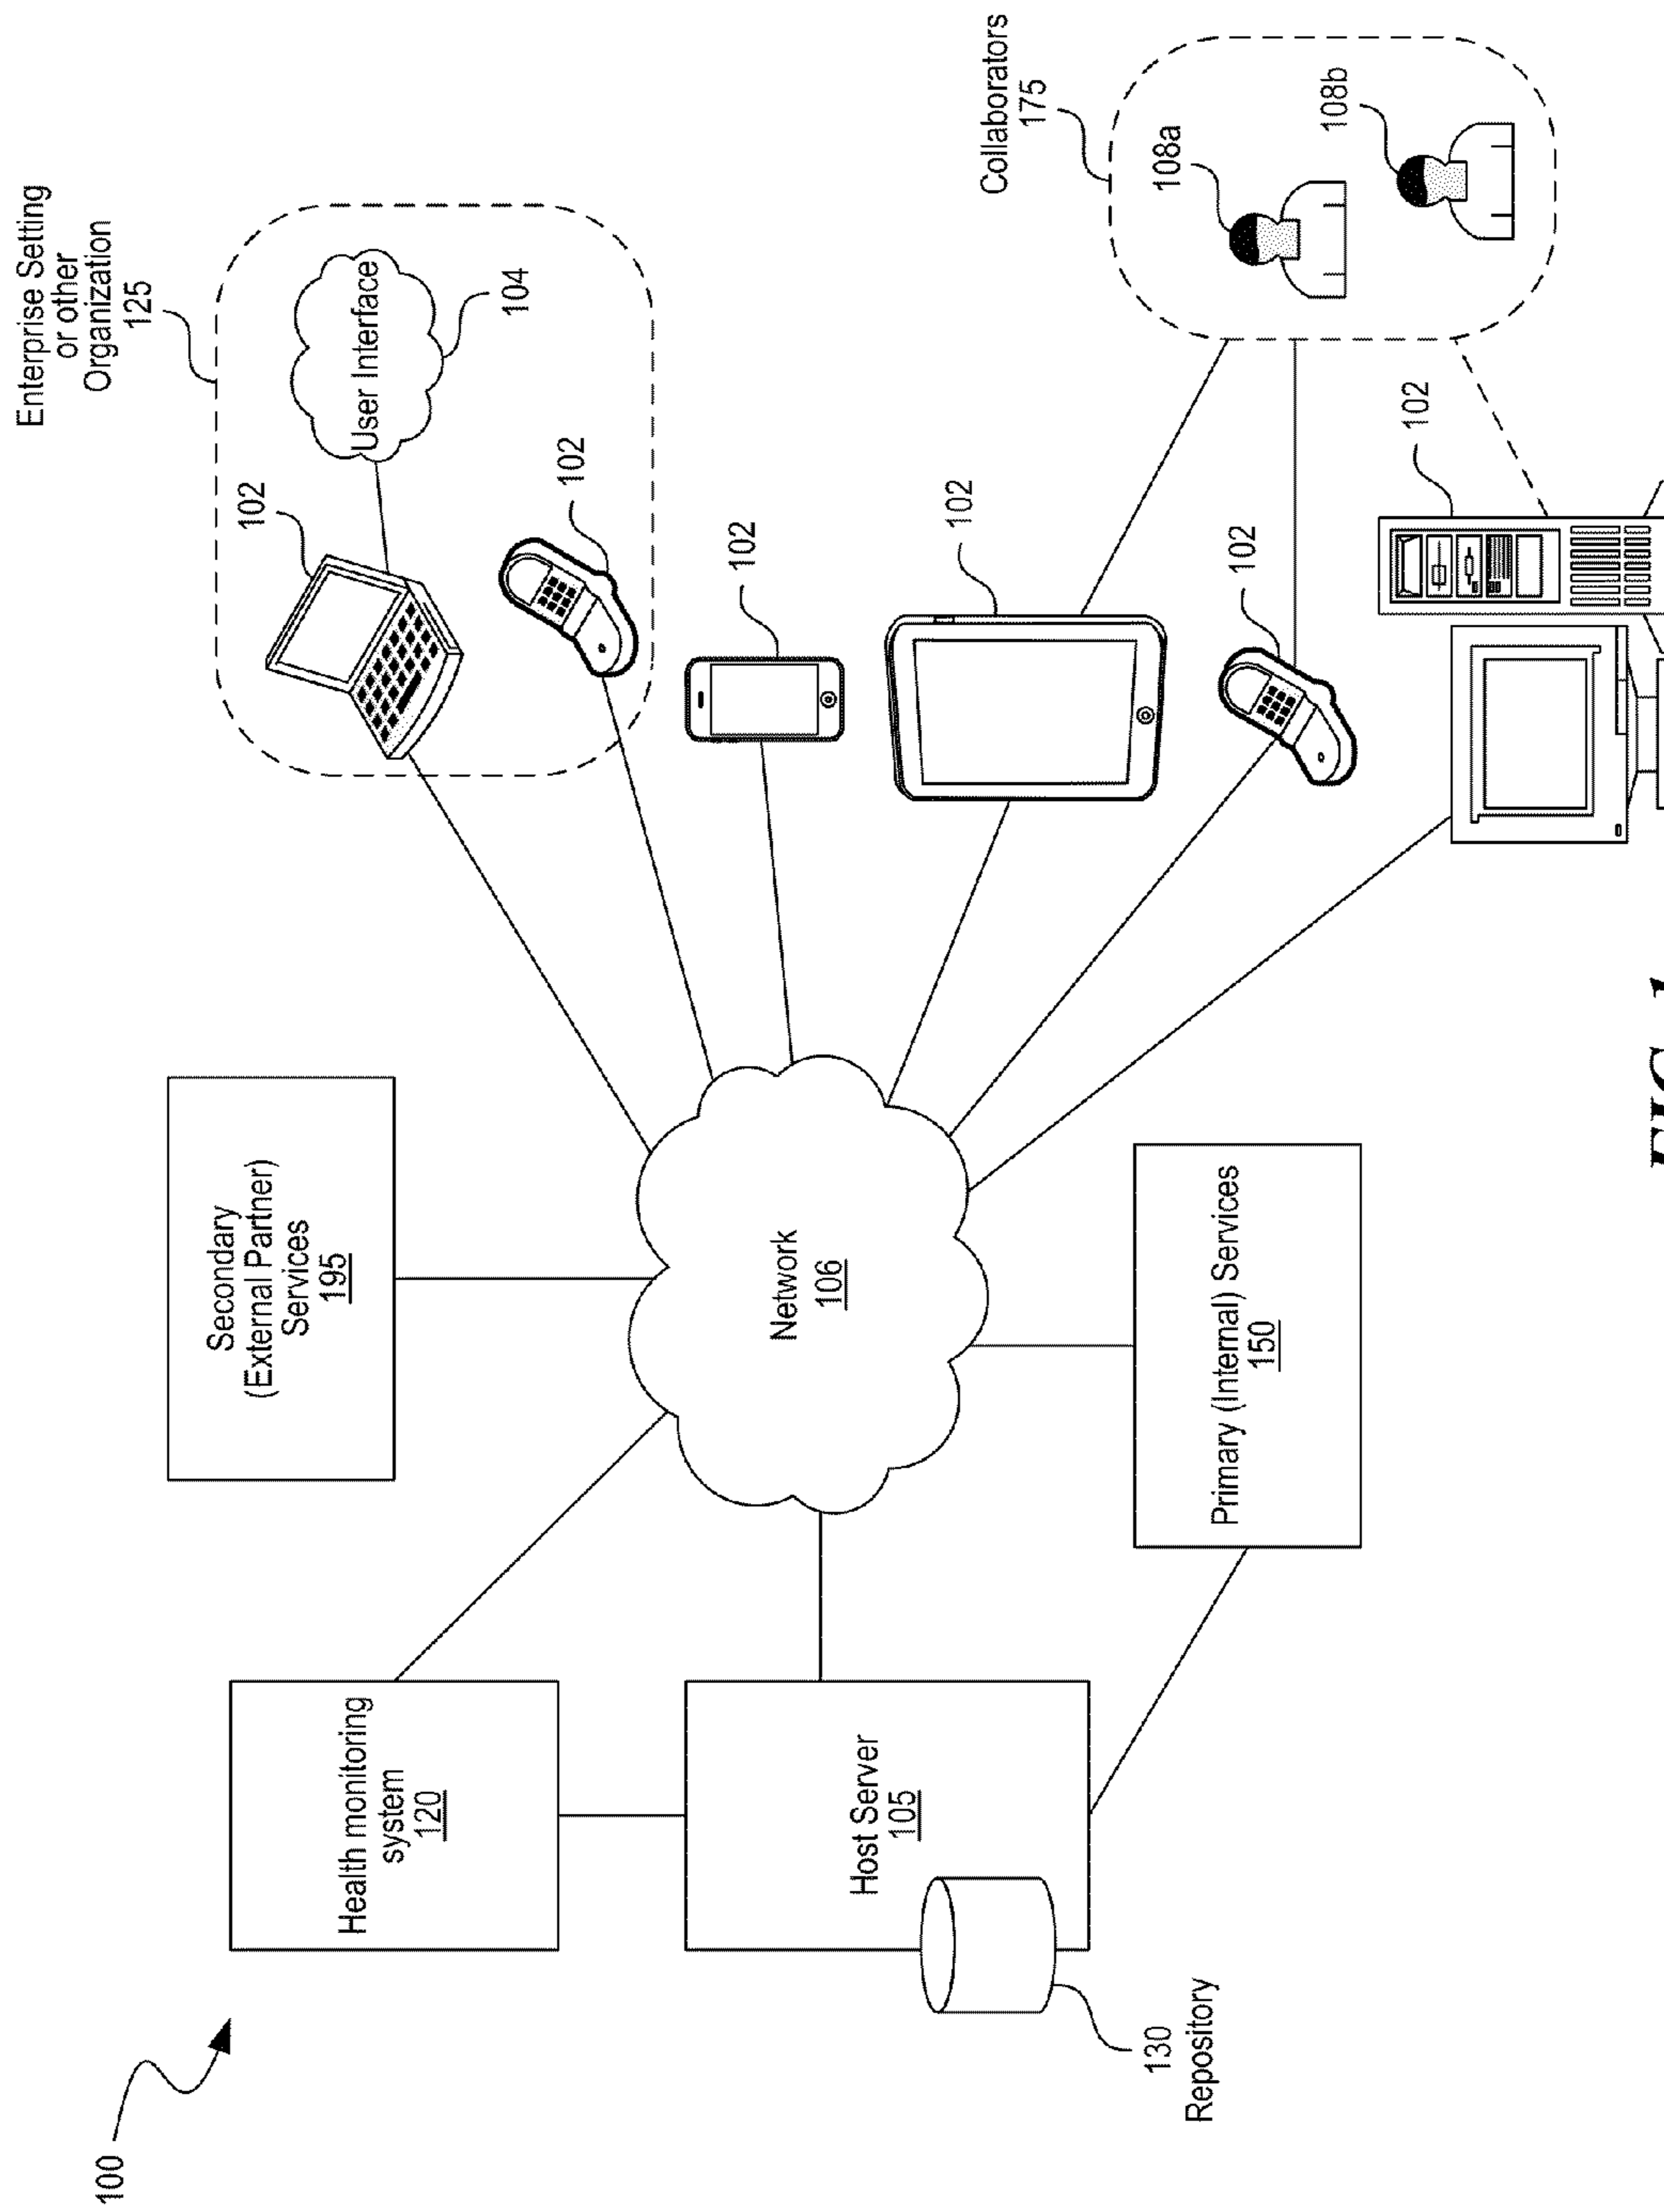 100
Enterprise Setting
or other
Organization
125
Secondary
(External Partner)
Services
195
102
User Interface
104
102
Health monitoring
system
120
102
Network
106
Host Server
105
102
Collaborators
175
108a
108b
130
Repository
Primary (Internal) Services
150
102
102